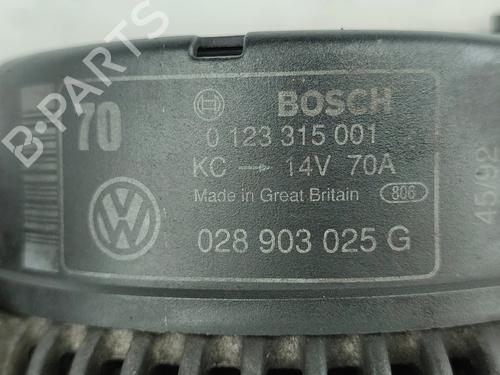 70
BOSCH
0 123 315 001
KC → 14V 70A
Made in Great Britain 806
028 903 025 G
45/92
B-PARTS